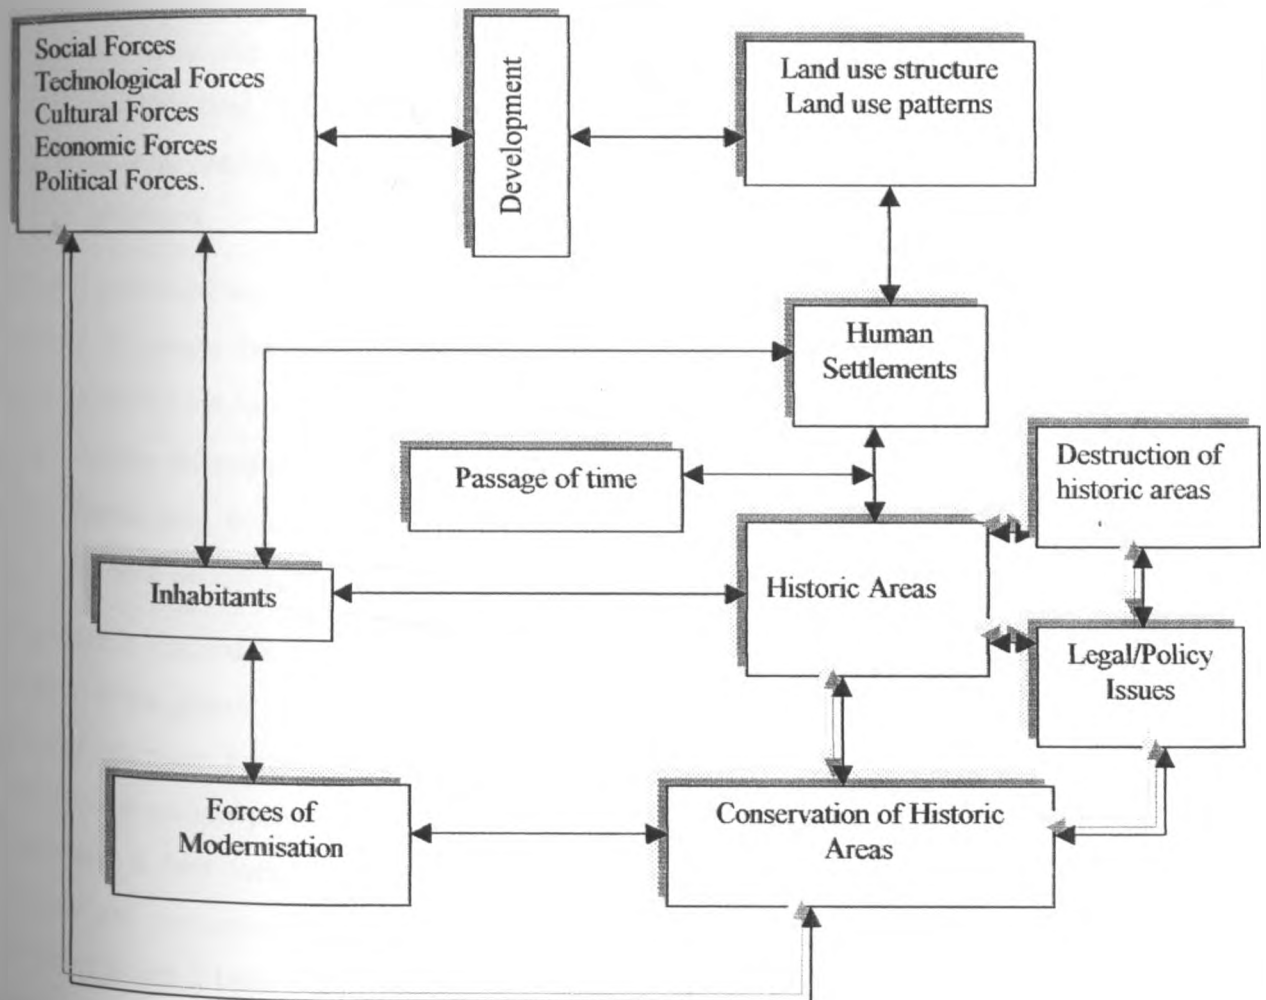 Social Forces
Technological Forces
Cultural Forces
Economic Forces
Political Forces.
Development
Land use structure
Land use patterns
Human
Settlements
Passage of time
Destruction of
historic areas
Inhabitants
Historic Areas
Legal/Policy
Issues
Forces of
Modernisation
Conservation of Historic
Areas